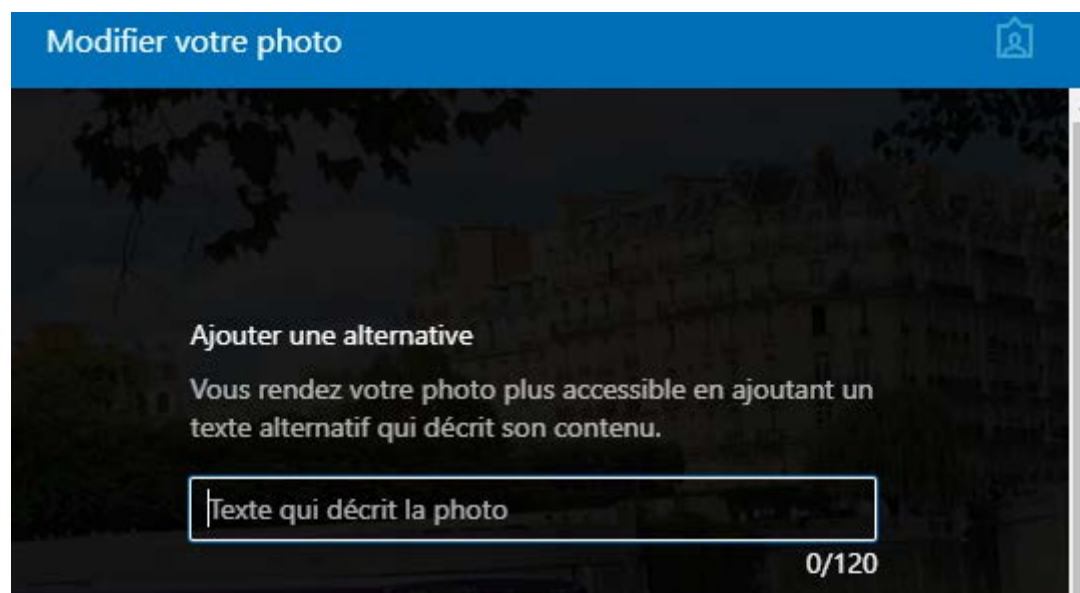 Modifier votre photo
Ajouter une alternative
Vous rendez votre photo plus accessible en ajoutant un
texte alternatif qui décrit son contenu.
Texte qui décrit la photo
0/120